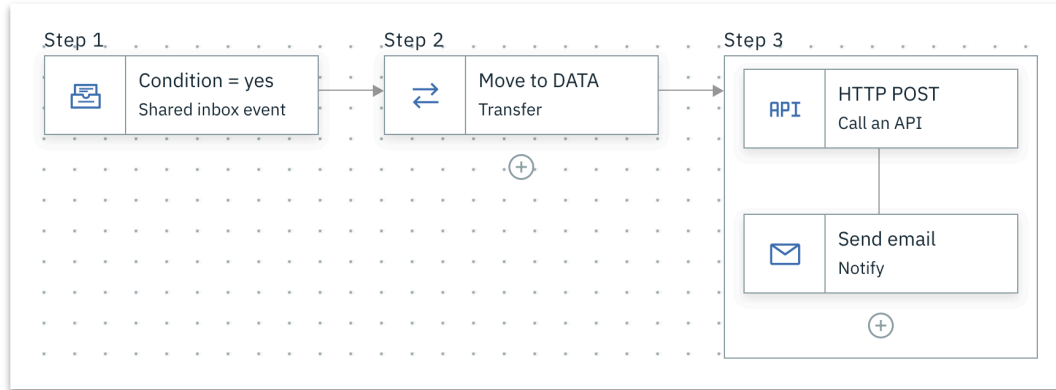 Step 1
Condition = yes
Shared inbox event
Step 2
Move to DATA
Transfer
Step 3
API
HTTP POST
Call an API
Send email
Notify